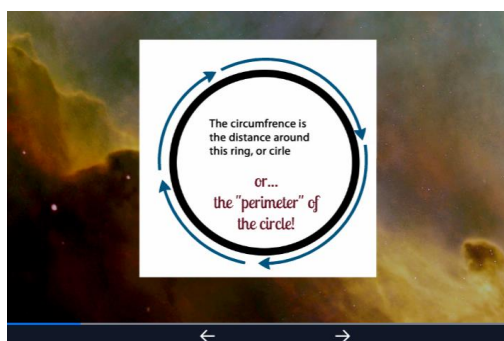 The circumfrence is
the distance around
this ring, or cirle
or...
the "perimeter" of
the circle!